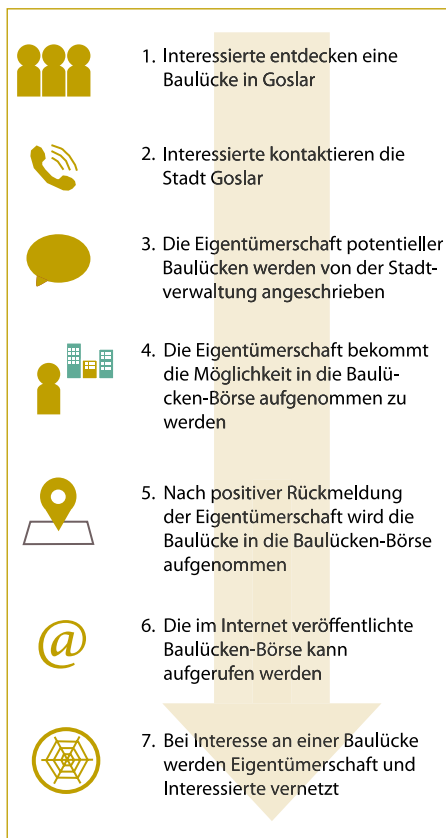 1. Interessierte entdecken eine
Baulücke in Goslar
2. Interessierte kontaktieren die
Stadt Goslar
3. Die Eigentümerschaft potentieller
Baulücken werden von der Stadt-
verwaltung angeschrieben
4. Die Eigentümerschaft bekommt
die Möglichkeit in die Baulü-
cken-Börse aufgenommen zu
werden
5. Nach positiver Rückmeldung
der Eigentümerschaft wird die
Baulücke in die Baulücken-Börse
aufgenommen
@
6. Die im Internet veröffentlichte
Baulücken-Börse kann
aufgerufen werden
7. Bei Interesse an einer Baulücke
werden Eigentümerschaft und
Interessierte vernetzt